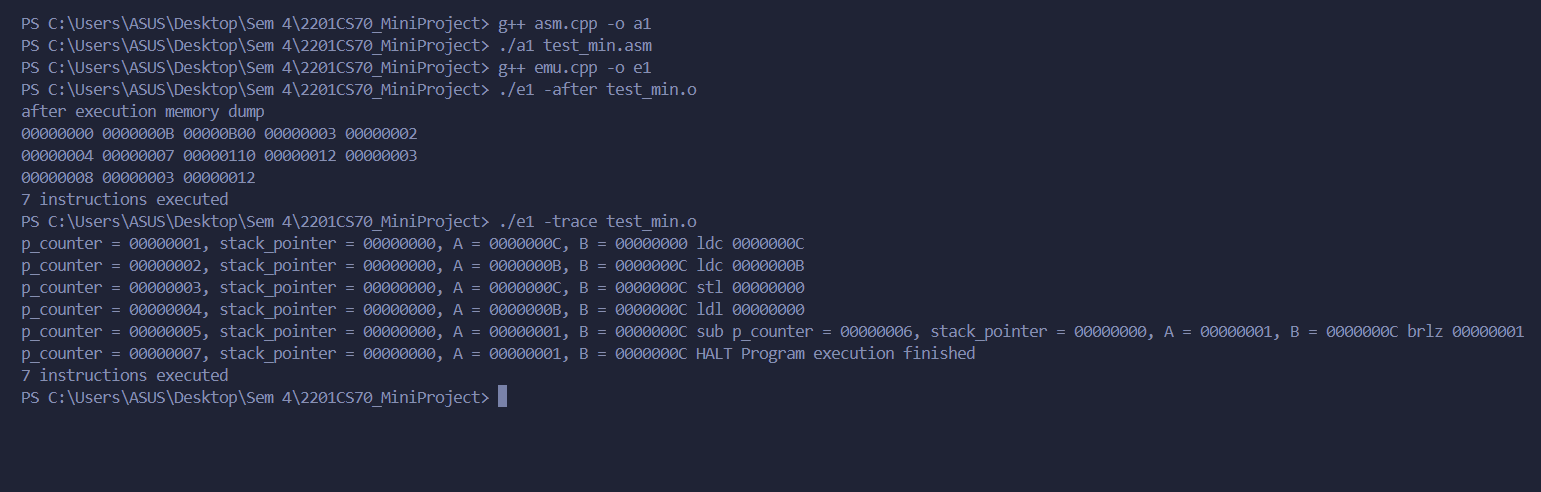 PS C:\Users\ASUS\Desktop\Sem 4\2201CS70_MiniProject> g++ asm.cpp -o a1
PS C:\Users\ASUS\Desktop\Sem 4\2201CS70_MiniProject> ./a1 test_min.asm
PS C:\Users\ASUS\Desktop\Sem 4\2201CS70_MiniProject> g++ emu.cpp -o e1
PS C:\Users\ASUS\Desktop\Sem 4\2201CS70_MiniProject> ./e1 -after test_min.o
after execution memory dump
00000000 0000000B 00000B00 00000003 00000002
00000004 00000007 00000110 00000012 00000003
00000008 00000003 00000012
7 instructions executed
PS C:\Users\ASUS\Desktop\Sem 4\2201CS70_MiniProject> ./e1 -trace test_min.o
p_counter = 00000001, stack_pointer = 00000000, A = 0000000C, B = 00000000 ldc 0000000C
p_counter = 00000002, stack_pointer = 00000000, A = 0000000B, B = 0000000C ldc 0000000B
p_counter = 00000003, stack_pointer = 00000000, A = 0000000C, B = 0000000C stl 00000000
p_counter = 00000004, stack_pointer = 00000000, A = 0000000B, B = 0000000C ldl 00000000
p_counter = 00000005, stack_pointer = 00000000, A = 00000001, B = 0000000C sub p_counter = 00000006, stack_pointer = 00000000, A = 00000001, B = 0000000C brlz 00000001
p_counter = 00000007, stack_pointer = 00000000, A = 00000001, B = 0000000C HALT Program execution finished
7 instructions executed
PS C:\Users\ASUS\Desktop\Sem 4\2201CS70_MiniProject>